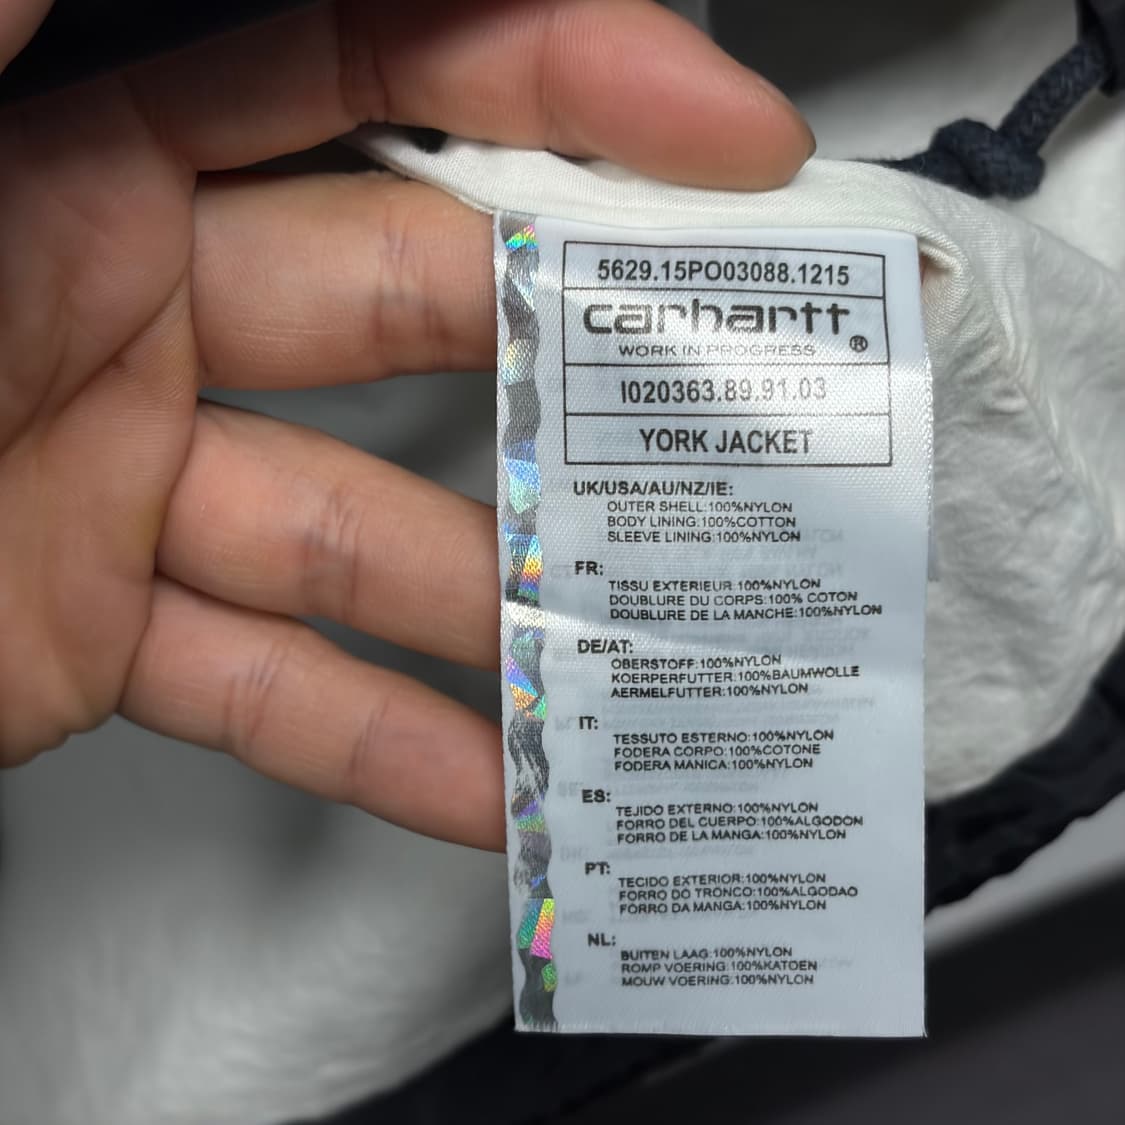 5629.15PO03088.1215
carhartt®
WORK IN PROGRESS
I020363.89.91.03
YORK JACKET
UK/USA/AU/NZ/IE:
OUTER SHELL:100%NYLON
BODY LINING:100%COTTON
SLEEVE LINING:100%NYLON
FR:
TISSU EXTERIEUR:100%NYLON
DOUBLURE DU CORPS:100% COTON
DOUBLURE DE LA MANCHE:100%NYLON
DE/AT:
OBERSTOFF:100%NYLON
KOERPERFUTTER:100%BAUMWOLLE
AERMELFUTTER:100%NYLON
IT:
TESSUTO ESTERNO:100%NYLON
FODERA CORPO:100%COTONE
FODERA MANICA:100%NYLON
ES:
TEJIDO EXTERNO:100%NYLON
FORRO DEL CUERPO:100%ALGODON
FORRO DE LA MANGA:100%NYLON
PT:
TECIDO EXTERIOR:100%NYLON
FORRO DO TRONCO:100%ALGODAO
FORRO DA MANGA:100%NYLON
NL:
BUITEN LAAG:100%NYLON
ROMP VOERING:100%KATOEN
MOUW VOERING:100%NYLON